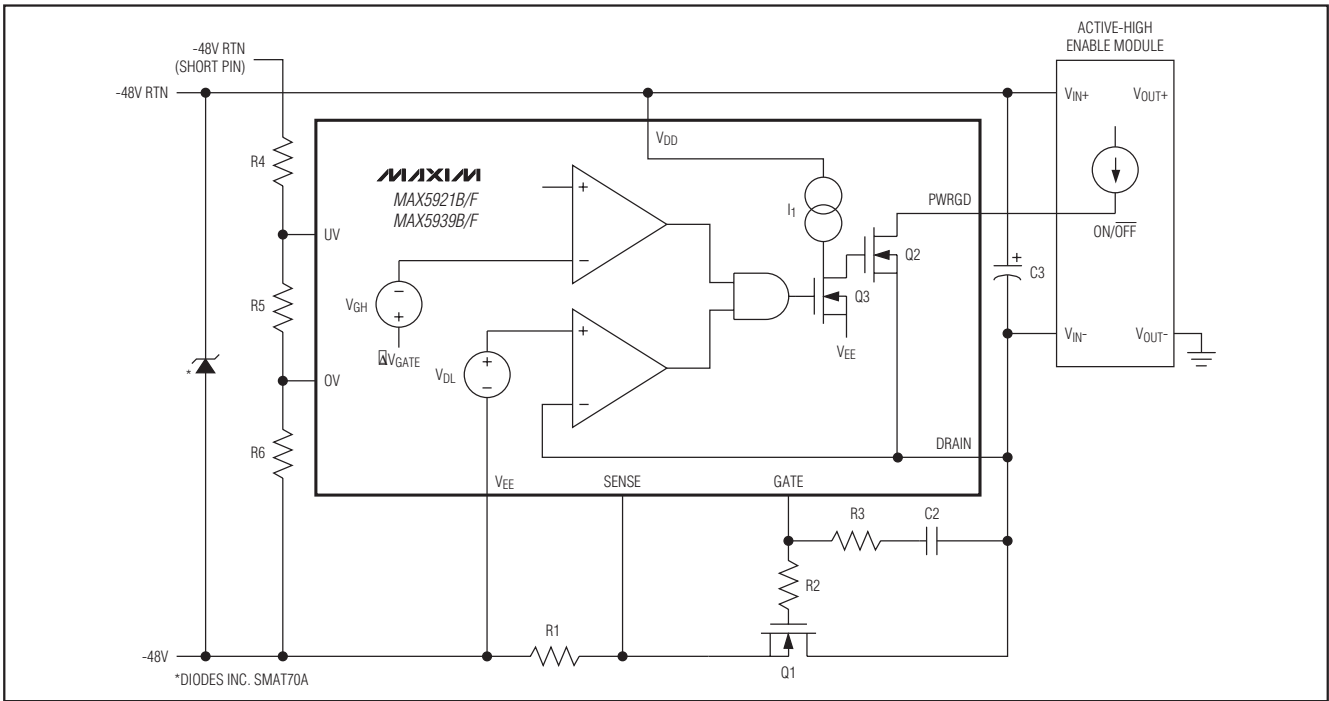 -48V RTN
(SHORT PIN)
-48V RTN
ACTIVE-HIGH
ENABLE MODULE
VIN+
VOUT+
VDD
R4
MAXIM
MAX5921B/F
MAX5939B/F
I1
PWRGD
ON/OFF
UV
+
−
Q2
+
C3
Q3
VGH
−
+
R5
ΔVGATE
VEE
VIN-
VOUT-
+
−
VDL
+
−
*
OV
DRAIN
R6
VEE
SENSE
GATE
R3
C2
R2
R1
-48V
Q1
*DIODES INC. SMAT70A